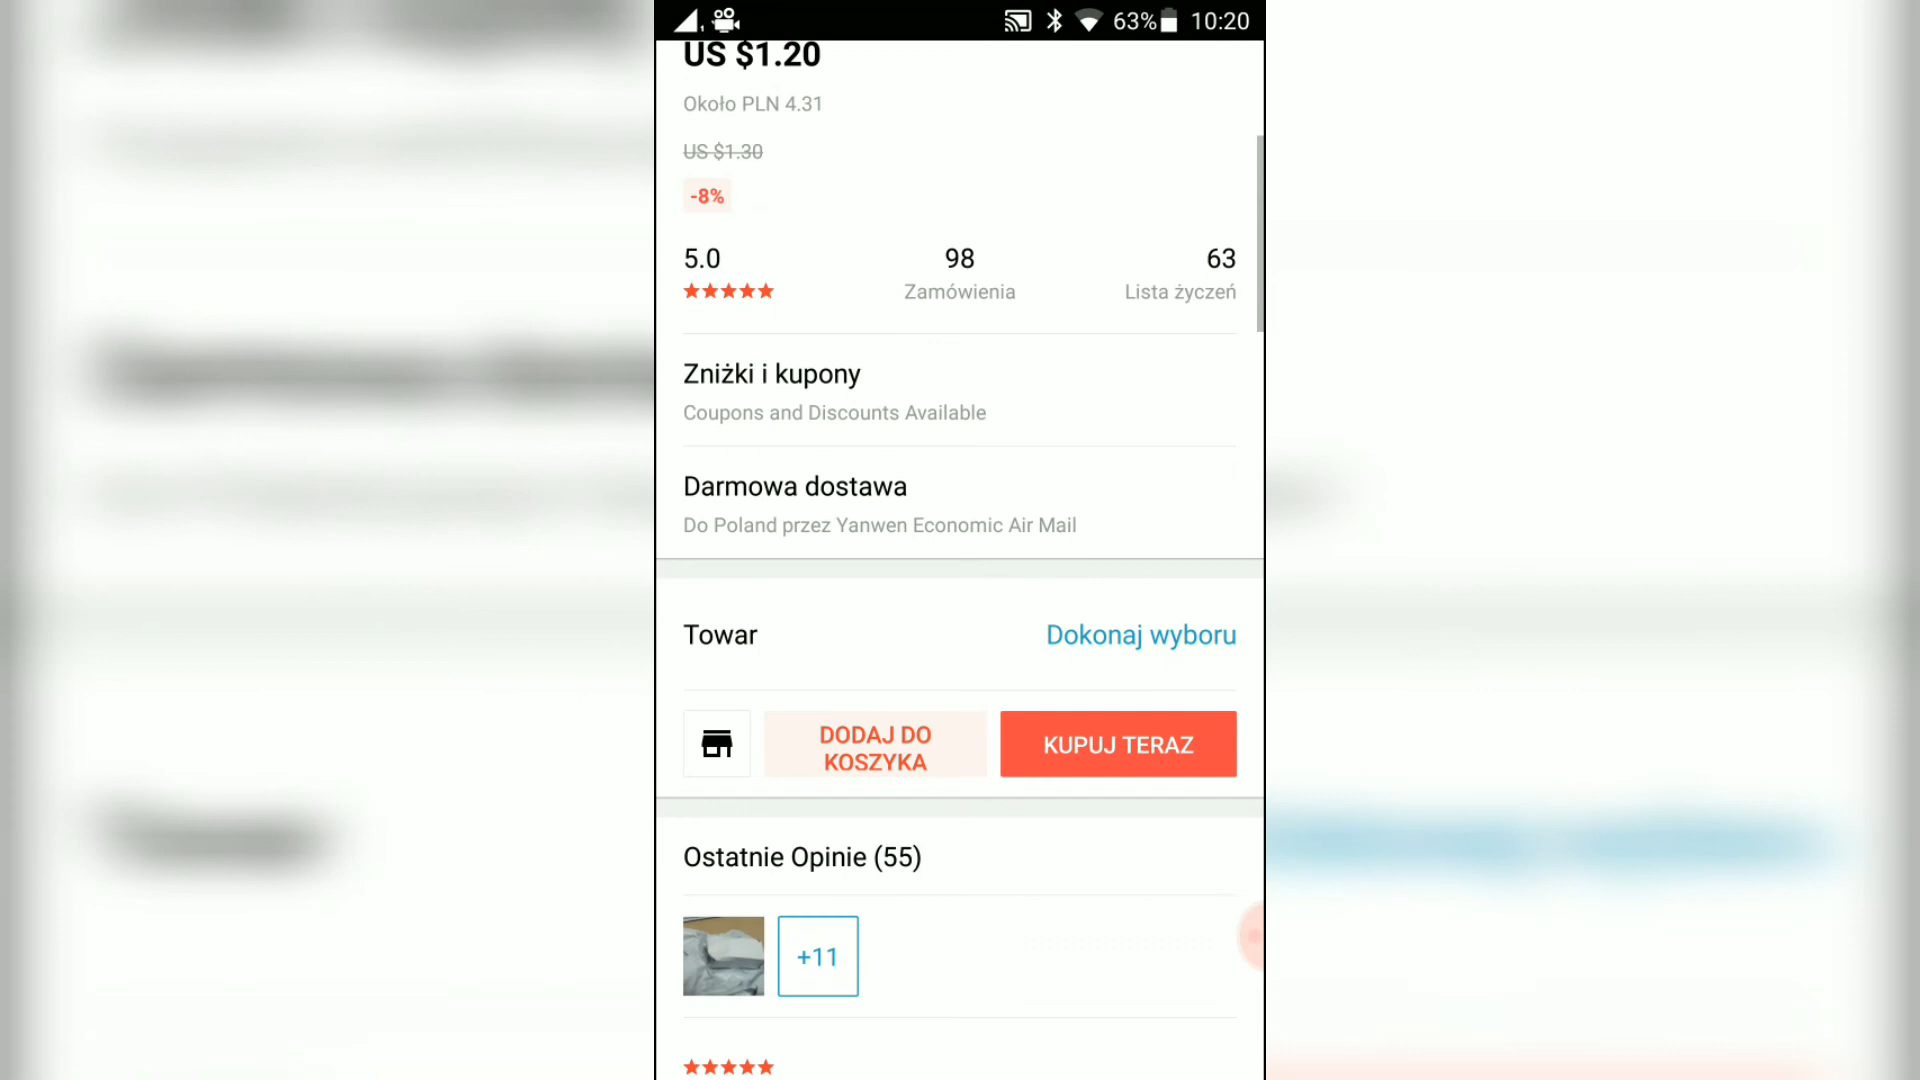 63% 10:20
US $1.20
Około PLN 4.31
US $1.30
-8%
5.0 98 63
Zamówienia Lista życzeń
Zniżki i kupony
Coupons and Discounts Available
Darmowa dostawa
Do Poland przez Yanwen Economic Air Mail
Towar Dokonaj wyboru
DODAJ DO
KOSZYKA
KUPUJ TERAZ
Ostatnie Opinie (55)
+11